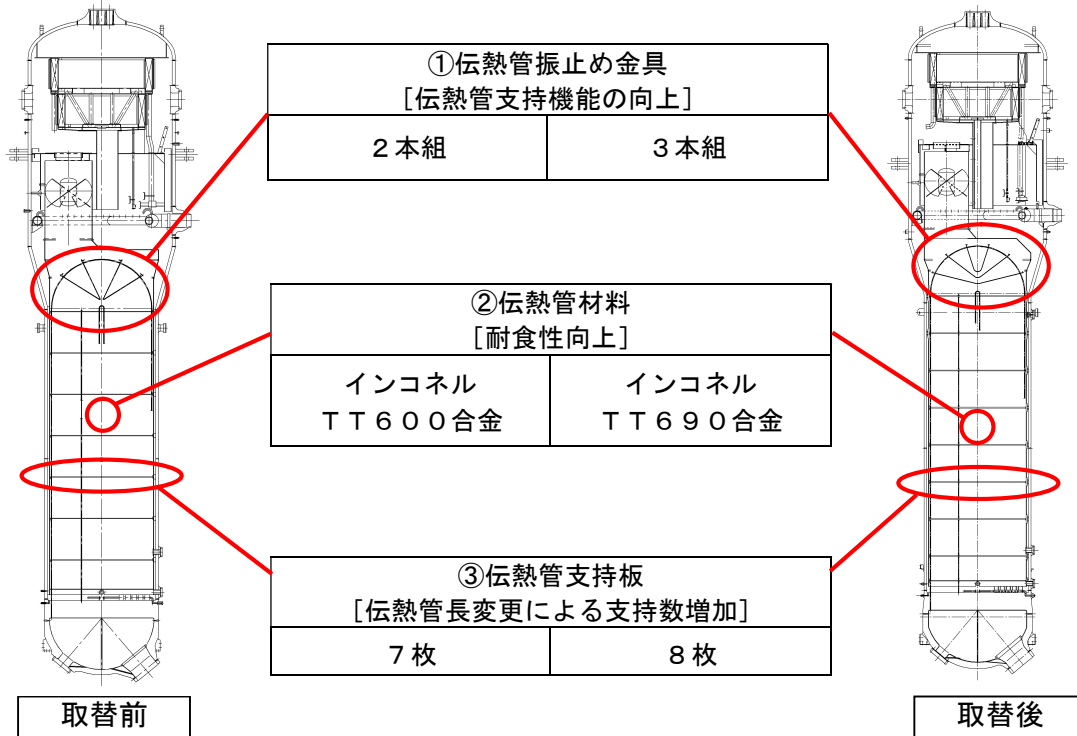 ①伝熱管振止め金具
[伝熱管支持機能の向上]
２本組
３本組
②伝熱管材料
[耐食性向上]
インコネル
ＴＴ６００合金
インコネル
ＴＴ６９０合金
③伝熱管支持板
[伝熱管長変更による支持数増加]
７枚
８枚
取替前
取替後